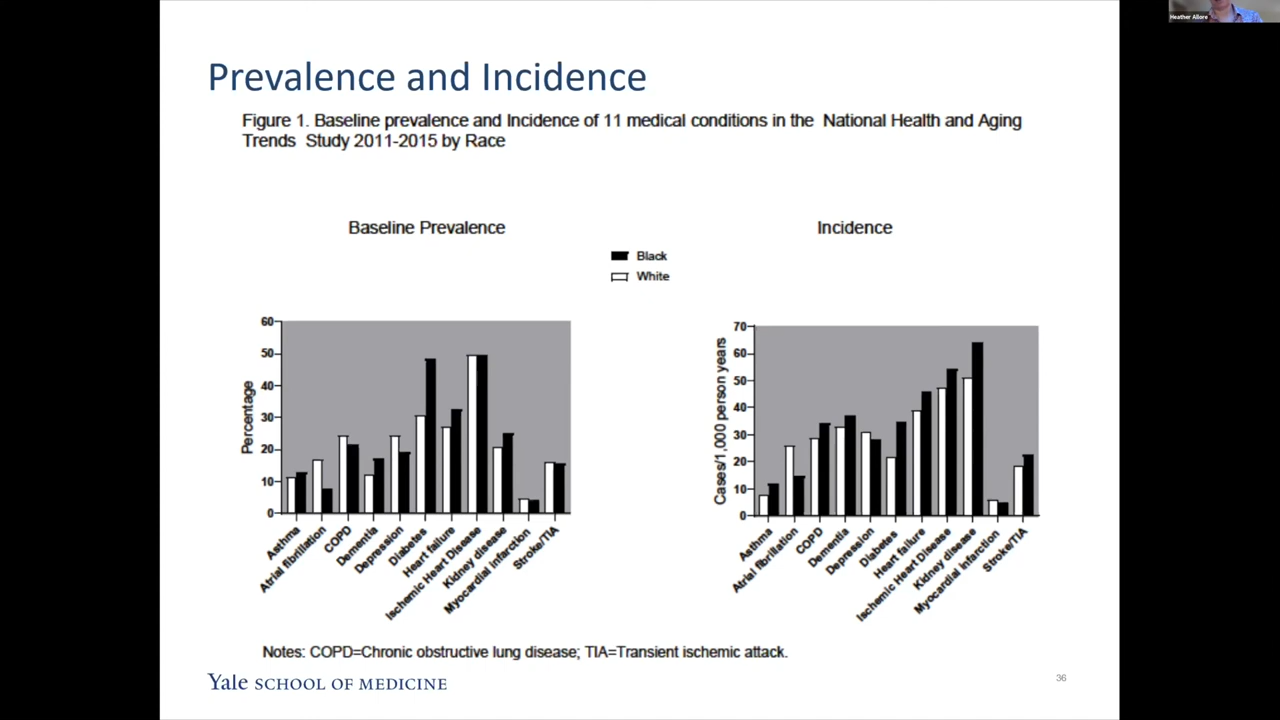 Heather Allore
Prevalence and Incidence
Figure 1. Baseline prevalence and Incidence of 11 medical conditions in the National Health and Aging
Trends Study 2011-2015 by Race
Baseline Prevalence
Incidence
Black
White
Percentage
60
50
40
30
20
10
0
Asthma
Atrial fibrillation
COPD
Dementia
Depression
Diabetes
Heart failure
Ischemic Heart Disease
Kidney disease
Myocardial infarction
Stroke/TIA
Cases/1,000 person years
70
60
50
40
30
20
10
0
Asthma
Atrial fibrillation
COPD
Dementia
Depression
Diabetes
Heart failure
Ischemic Heart Disease
Kidney disease
Myocardial infarction
Stroke/TIA
Notes: COPD=Chronic obstructive lung disease; TIA=Transient ischemic attack.
Yale SCHOOL OF MEDICINE
36